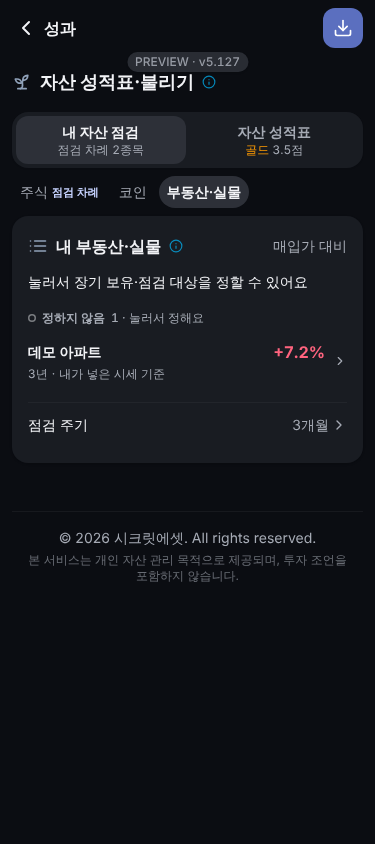 성과
PREVIEW · v5.127
자산 성적표·불리기
내 자산 점검
점검 차례 2종목
자산 성적표
골드 3.5점
주식 점검 차례
코인
부동산·실물
내 부동산·실물
매입가 대비
눌러서 장기 보유·점검 대상을 정할 수 있어요
정하지 않음 1 · 눌러서 정해요
데모 아파트
+7.2%
3년 · 내가 넣은 시세 기준
점검 주기
3개월
© 2026 시크릿에셋. All rights reserved.
본 서비스는 개인 자산 관리 목적으로 제공되며, 투자 조언을
포함하지 않습니다.